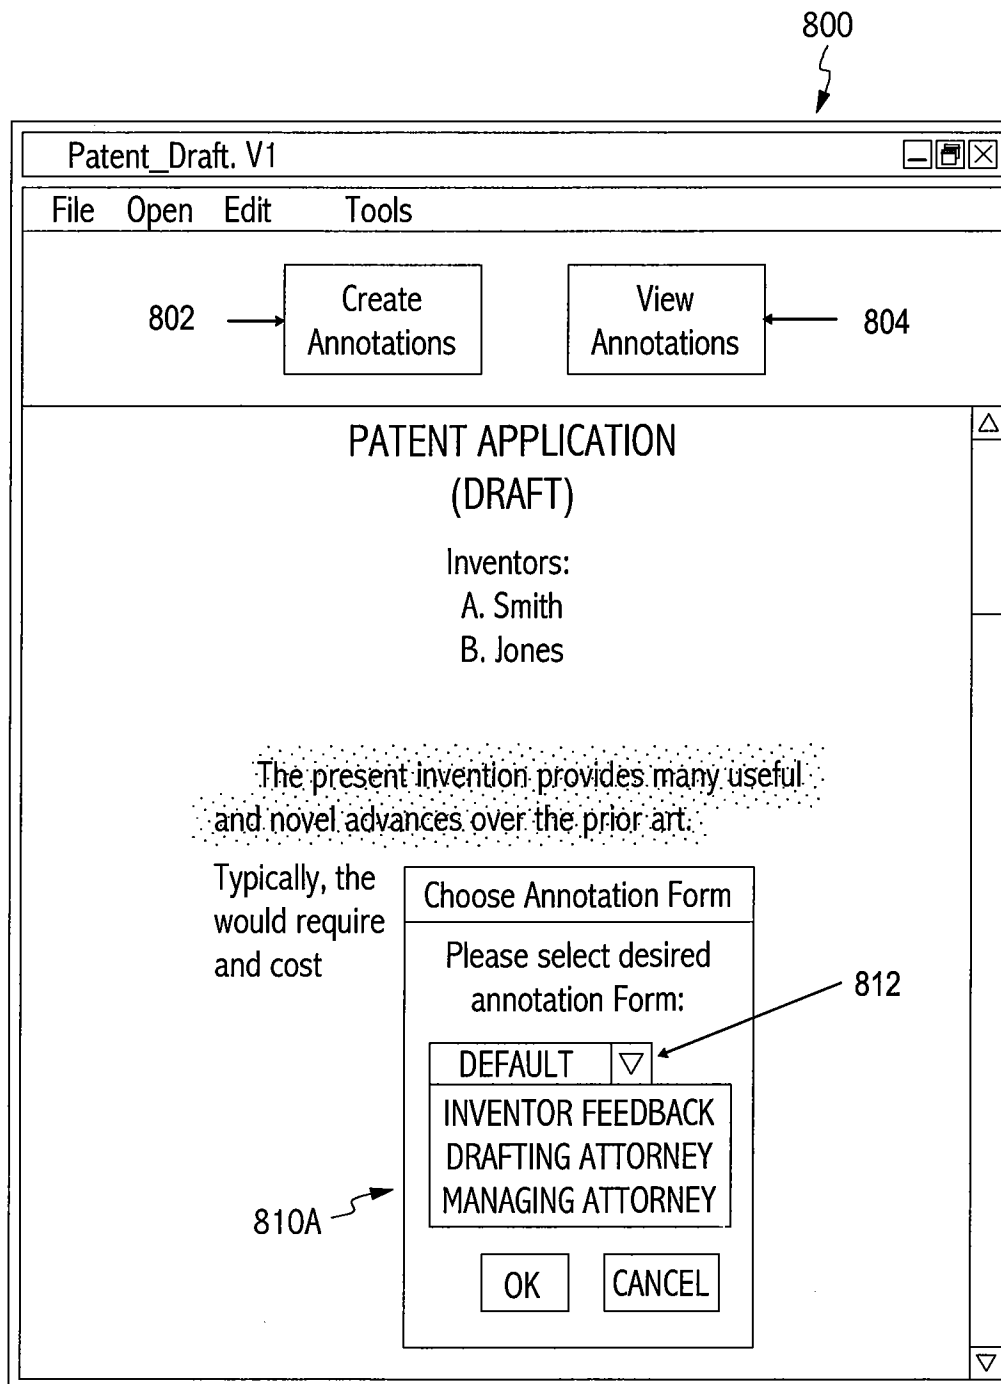 800
Patent_Draft. V1
File Open Edit Tools
802
Create
Annotations
View
Annotations
804
PATENT APPLICATION
(DRAFT)
Inventors:
A. Smith
B. Jones
The present invention provides many useful
and novel advances over the prior art.
Typically, the
would require
and cost
Choose Annotation Form
Please select desired
annotation Form:
812
DEFAULT
INVENTOR FEEDBACK
DRAFTING ATTORNEY
MANAGING ATTORNEY
810A
OK CANCEL